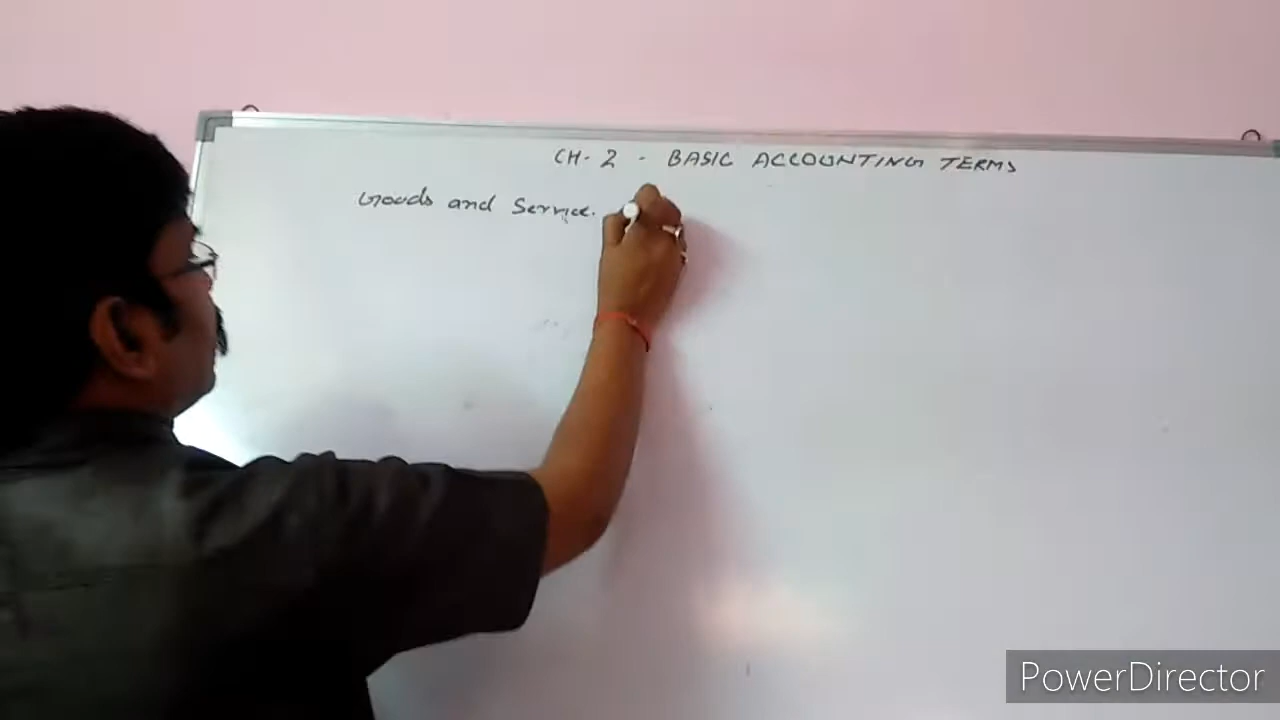 CH-2 - BASIC ACCOUNTING TERMS
Goods and Service.
PowerDirector